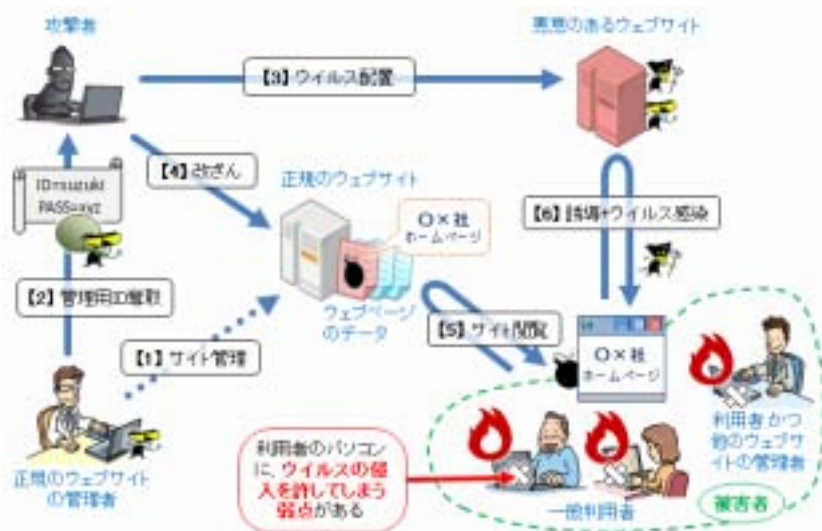 攻撃者
悪意のあるウェブサイト
【3】ウイルス配置
【4】改ざん
正規のウェブサイト
ID=suzuki
PASS=xyz
〇×社
ホームページ
【6】誘導+ウイルス感染
【2】管理用ID窃取
ウェブページ
のデータ
【5】サイト閲覧
〇×社
ホームページ
【1】サイト管理
利用者かつ
他のウェブサ
イトの管理者
正規のウェブサイト
の管理者
利用者のパソコン
に、ウイルスの侵
入を許してしまう
弱点がある
一般利用者
被害者